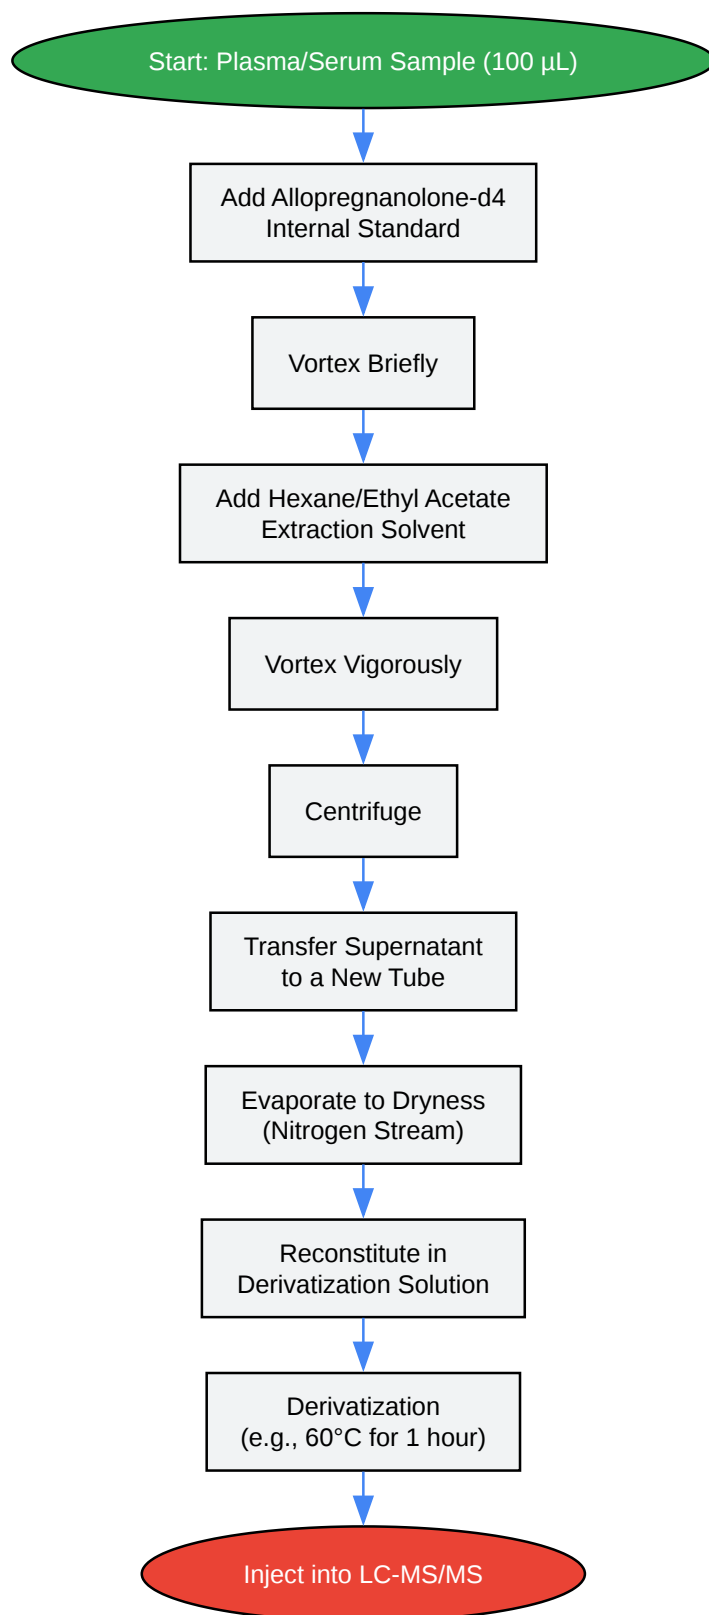 Start: Plasma/Serum Sample (100 µL)
Add Allopregnanolone-d4
Internal Standard
Vortex Briefly
Add Hexane/Ethyl Acetate
Extraction Solvent
Vortex Vigorously
Centrifuge
Transfer Supernatant
to a New Tube
Evaporate to Dryness
(Nitrogen Stream)
Reconstitute in
Derivatization Solution
Derivatization
(e.g., 60°C for 1 hour)
Inject into LC-MS/MS